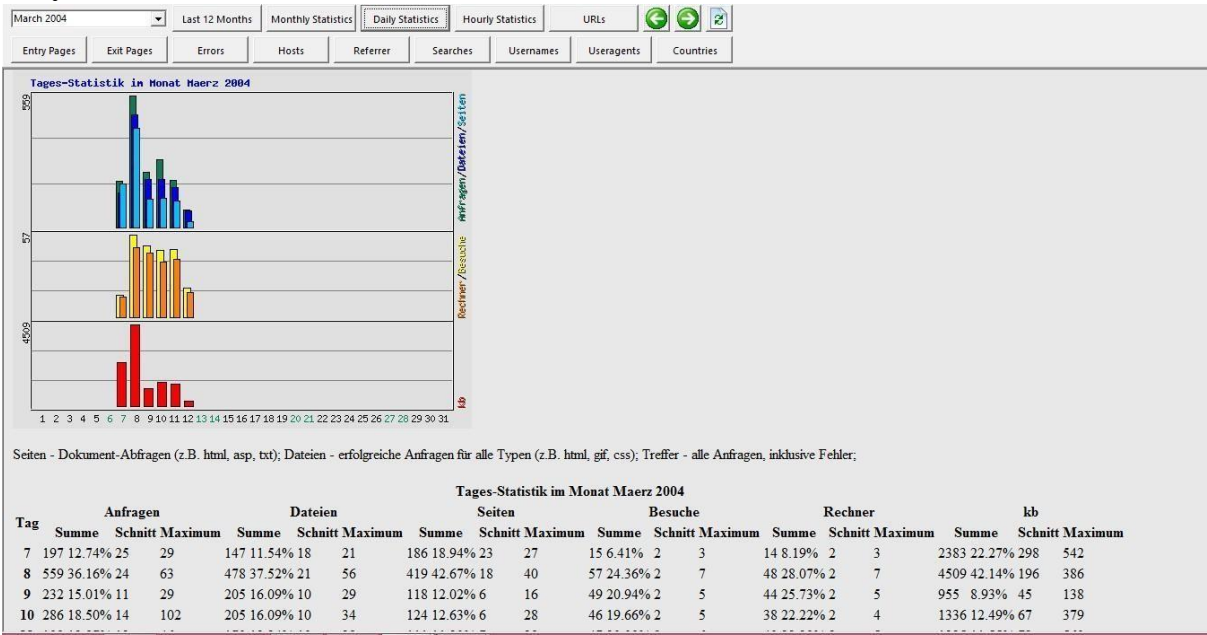 March 2004 Last 12 Months Monthly Statistics Daily Statistics Hourly Statistics URLs
Entry Pages Exit Pages Errors Hosts Referrer Searches Usernames Useragents Countries
Tages-Statistik im Monat Maerz 2004
559
Anfragen/Dateien/Seiten
57
Rechner/Besuche
4509
kb
1 2 3 4 5 6 7 8 9 10 11 12 13 14 15 16 17 18 19 20 21 22 23 24 25 26 27 28 29 30 31
Seiten - Dokument-Abfragen (z.B. html, asp, txt); Dateien - erfolgreiche Anfragen für alle Typen (z.B. html, gif, css); Treffer - alle Anfragen, inklusive Fehler;
Tages-Statistik im Monat Maerz 2004
Tag Anfragen Dateien Seiten Besuche Rechner kb
Summe Schnitt Maximum Summe Schnitt Maximum Summe Schnitt Maximum Summe Schnitt Maximum Summe Schnitt Maximum Summe Schnitt Maximum
7 197 12.74% 25 29 147 11.54% 18 21 186 18.94% 23 27 15 6.41% 2 3 14 8.19% 2 3 2383 22.27% 298 542
8 559 36.16% 24 63 478 37.52% 21 56 419 42.67% 18 40 57 24.36% 2 7 48 28.07% 2 7 4509 42.14% 196 386
9 232 15.01% 11 29 205 16.09% 10 29 118 12.02% 6 16 49 20.94% 2 5 44 25.73% 2 5 955 8.93% 45 138
10 286 18.50% 14 102 205 16.09% 10 34 124 12.63% 6 28 46 19.66% 2 5 38 22.22% 2 4 1336 12.49% 67 379